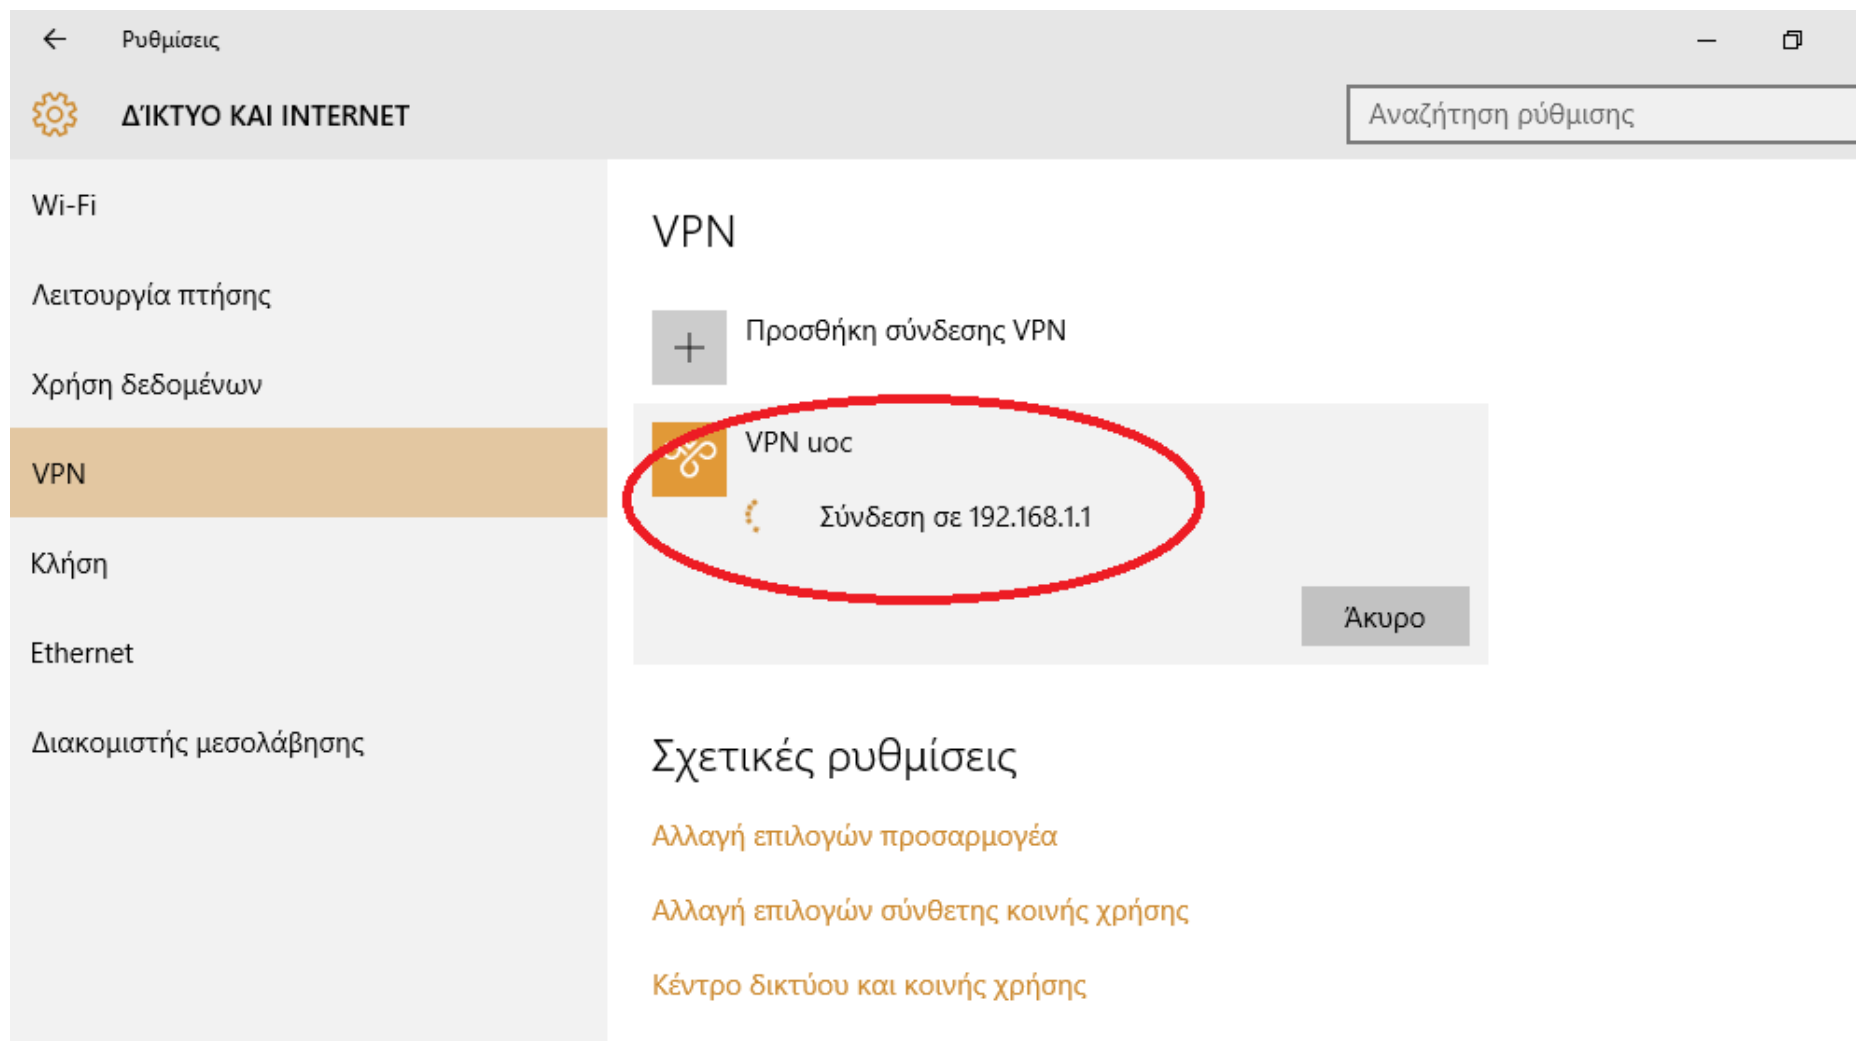 Ρυθμίσεις
ΔΊΚΤΥΟ ΚΑΙ INTERNET
Αναζήτηση ρύθμισης
Wi-Fi
Λειτουργία πτήσης
Χρήση δεδομένων
VPN
Κλήση
Ethernet
Διακομιστής μεσολάβησης
VPN
Προσθήκη σύνδεσης VPN
VPN uoc
Σύνδεση σε 192.168.1.1
Άκυρο
Σχετικές ρυθμίσεις
Αλλαγή επιλογών προσαρμογέα
Αλλαγή επιλογών σύνθετης κοινής χρήσης
Κέντρο δικτύου και κοινής χρήσης